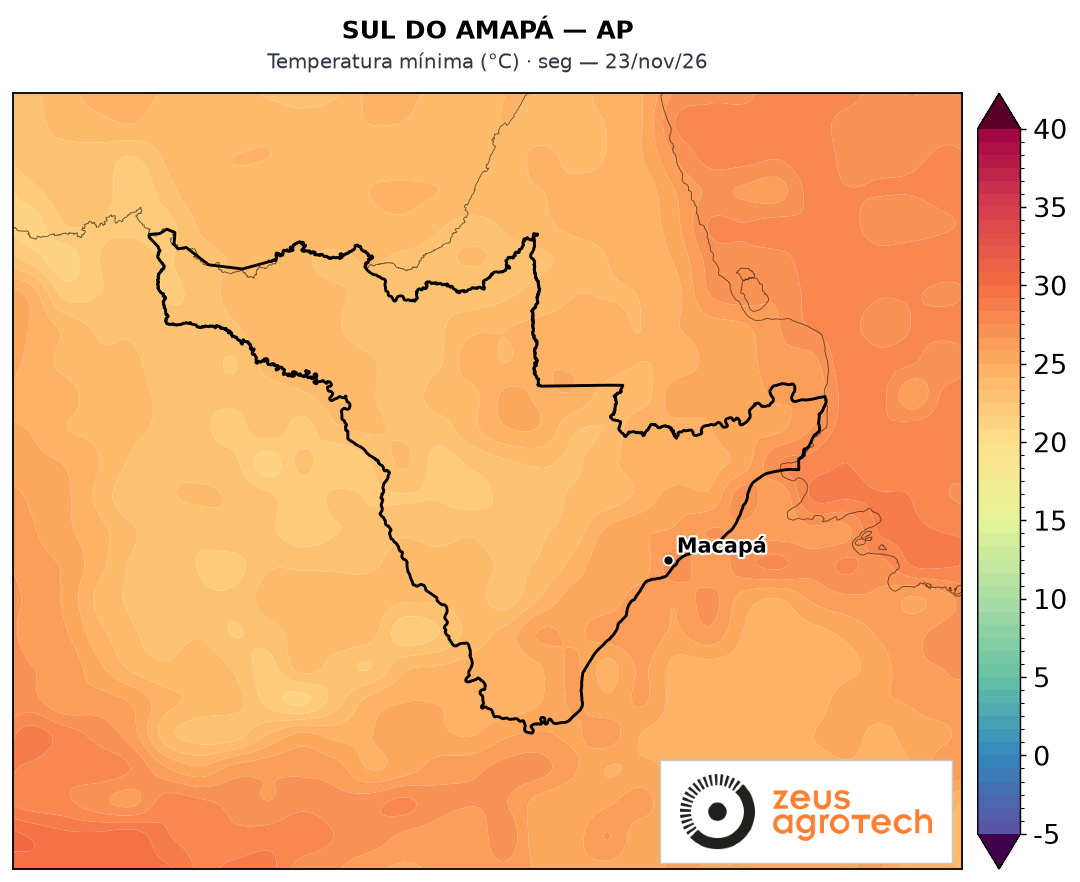 SUL DO AMAPÁ — AP
Temperatura mínima (°C) · seg — 23/nov/26
40
35
30
25
20
15
10
5
0
-5
Macapá
zeus
agrotech